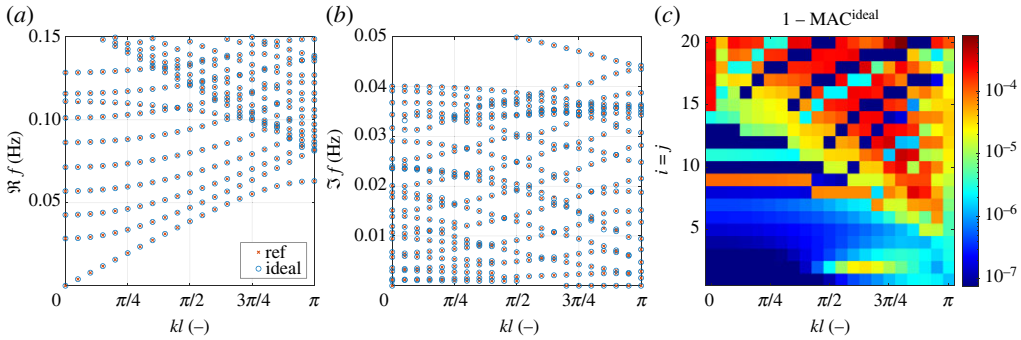 (a)
0.15
0.10
0.05
0
π/4
π/2
3π/4
π
ℜ f (Hz)
kl (–)
ref
ideal
(b)
0.05
0.04
0.03
0.02
0.01
0
π/4
π/2
3π/4
π
ℑ f (Hz)
kl (–)
(c)
1 – MAC^ideal
20
15
10
5
0
π/4
π/2
3π/4
π
i = j
kl (–)
10^–4
10^–5
10^–6
10^–7